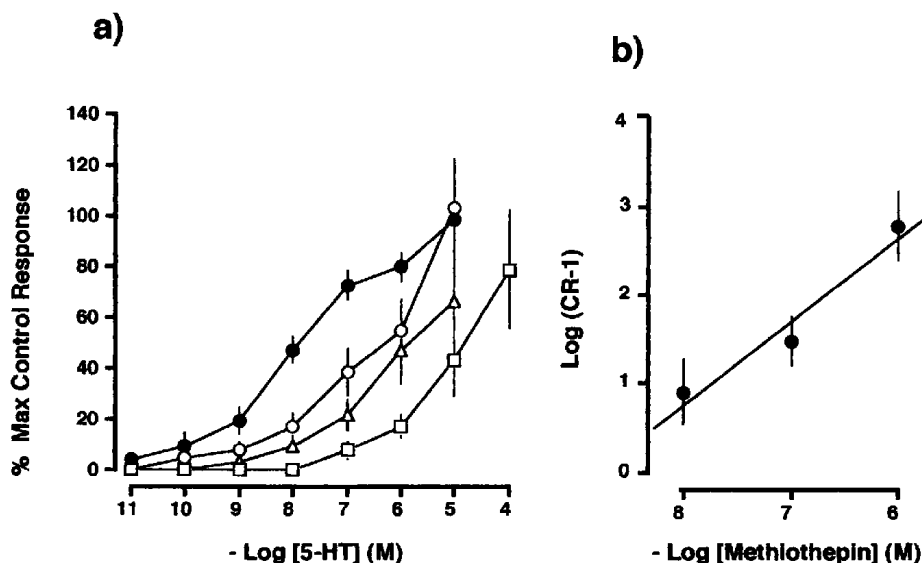 a)
% Max Control Response
140
120
100
80
60
40
20
0
11 10 9 8 7 6 5 4
- Log [5-HT] (M)
b)
Log (CR-1)
4
3
2
1
0
8 7 6
- Log [Methiothepin] (M)